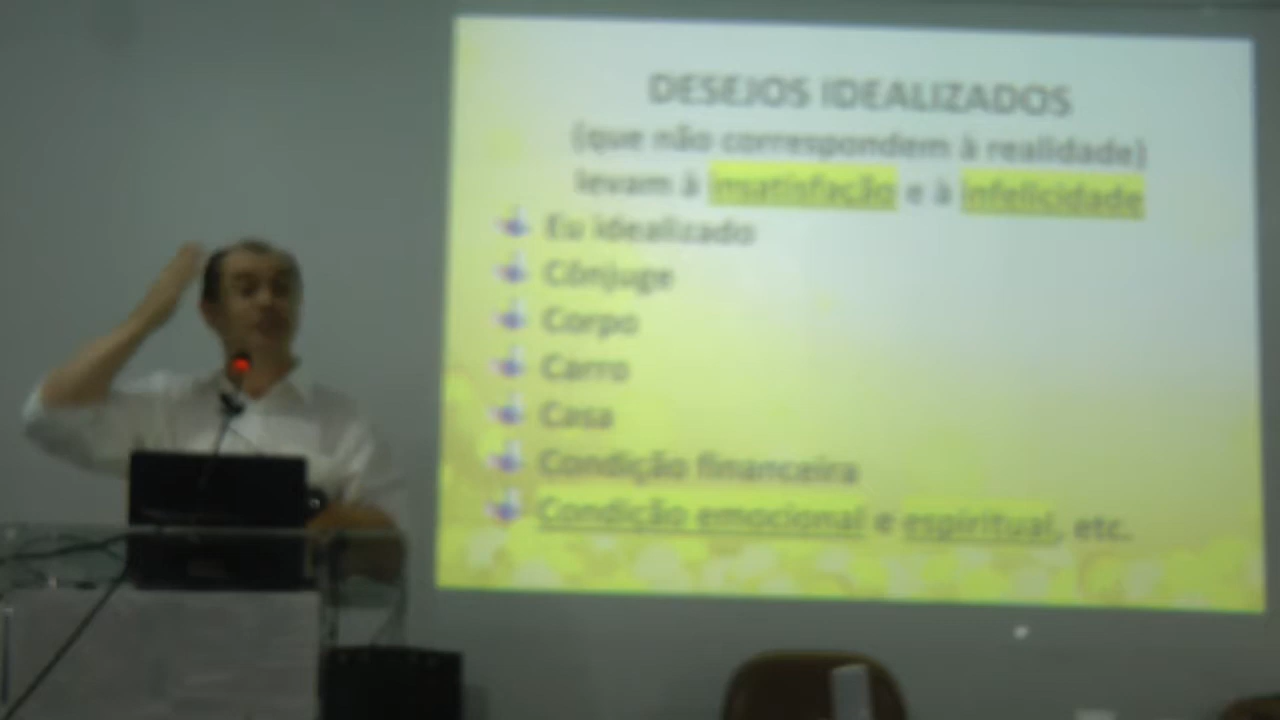 DESEJOS IDEALIZADOS
(que não correspondem à realidade)
levam à insatisfação e à infelicidade
Eu idealizado
Cônjuge
Corpo
Carro
Casa
Condição financeira
Condição emocional e espiritual, etc.